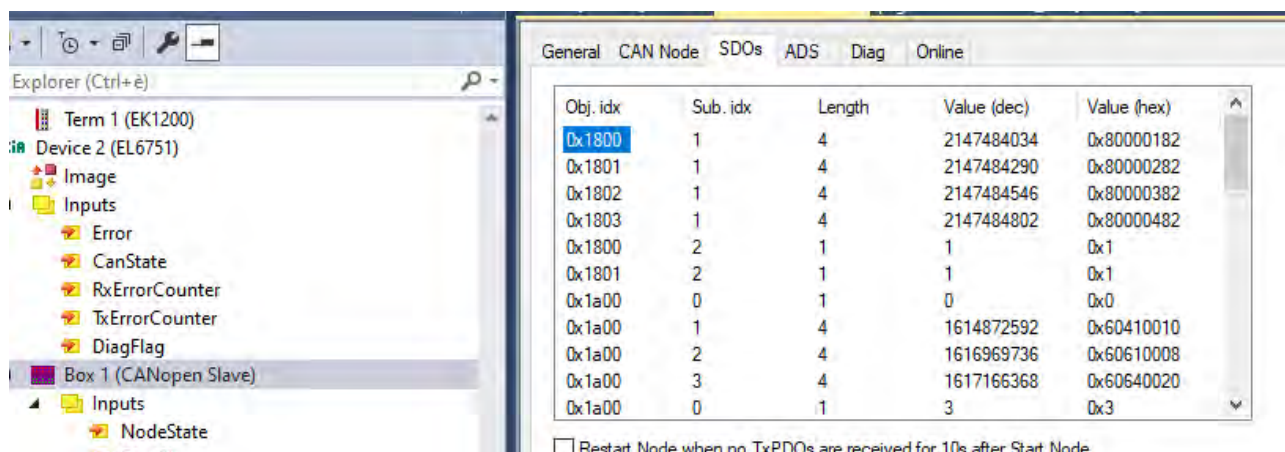 Explorer (Ctrl+è)
Term 1 (EK1200)
Device 2 (EL6751)
Image
Inputs
Error
CanState
RxErrorCounter
TxErrorCounter
DiagFlag
Box 1 (CANopen Slave)
Inputs
NodeState
General CAN Node SDOs ADS Diag Online
Obj. idx Sub. idx Length Value (dec) Value (hex)
0x1800 1 4 2147484034 0x80000182
0x1801 1 4 2147484290 0x80000282
0x1802 1 4 2147484546 0x80000382
0x1803 1 4 2147484802 0x80000482
0x1800 2 1 1 0x1
0x1801 2 1 1 0x1
0x1a00 0 1 0 0x0
0x1a00 1 4 1614872592 0x60410010
0x1a00 2 4 1616969736 0x60610008
0x1a00 3 4 1617166368 0x60640020
0x1a00 0 1 3 0x3
Restart Node when no TxPDOs are received for 10s after Start Node